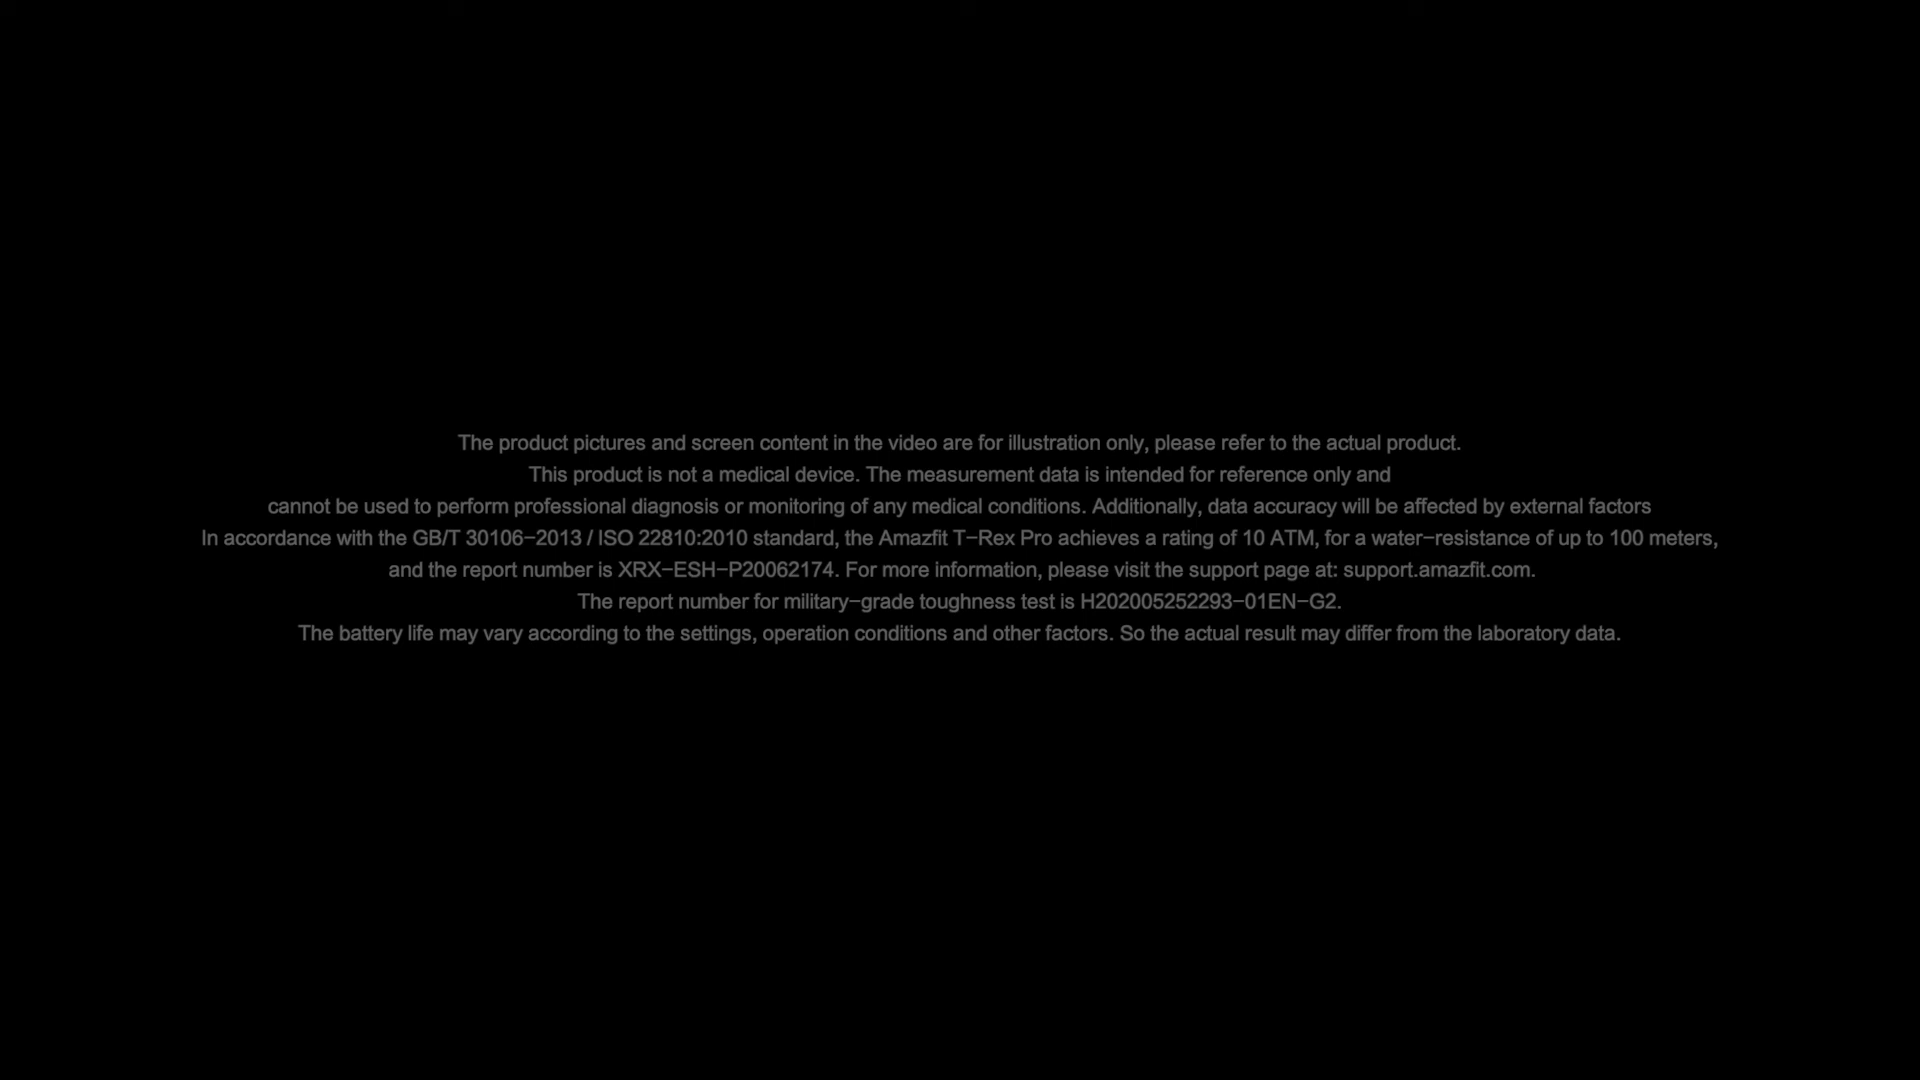 The product pictures and screen content in the video are for illustration only, please refer to the actual product.
This product is not a medical device. The measurement data is intended for reference only and
cannot be used to perform professional diagnosis or monitoring of any medical conditions. Additionally, data accuracy will be affected by external factors
In accordance with the GB/T 30106-2013 / ISO 22810:2010 standard, the Amazfit T-Rex Pro achieves a rating of 10 ATM, for a water-resistance of up to 100 meters,
and the report number is XRX-ESH-P20062174. For more information, please visit the support page at: support.amazfit.com.
The report number for military-grade toughness test is H202005252293-01EN-G2.
The battery life may vary according to the settings, operation conditions and other factors. So the actual result may differ from the laboratory data.